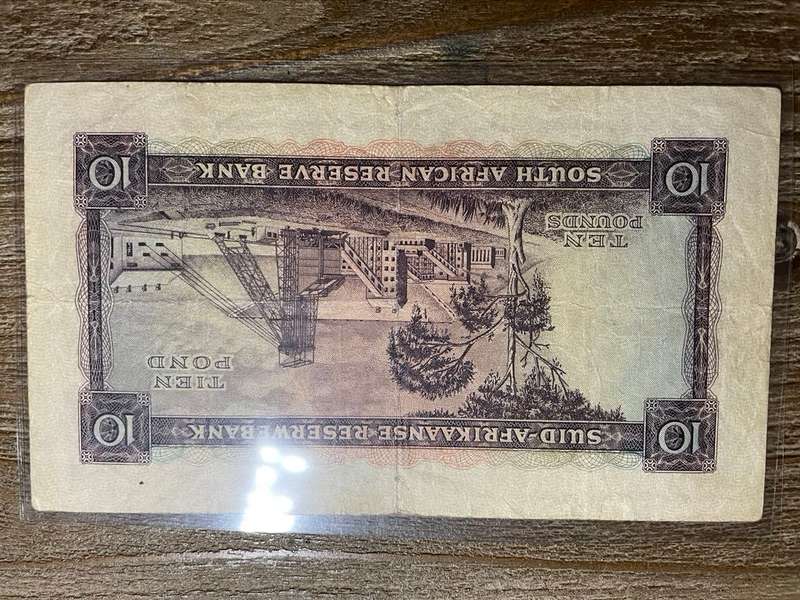 10 SUID-AFRIKAANSE RESERWEBANK 10
TIEN
POND
TEN
POUNDS
10 SOUTH AFRICAN RESERVE BANK 10